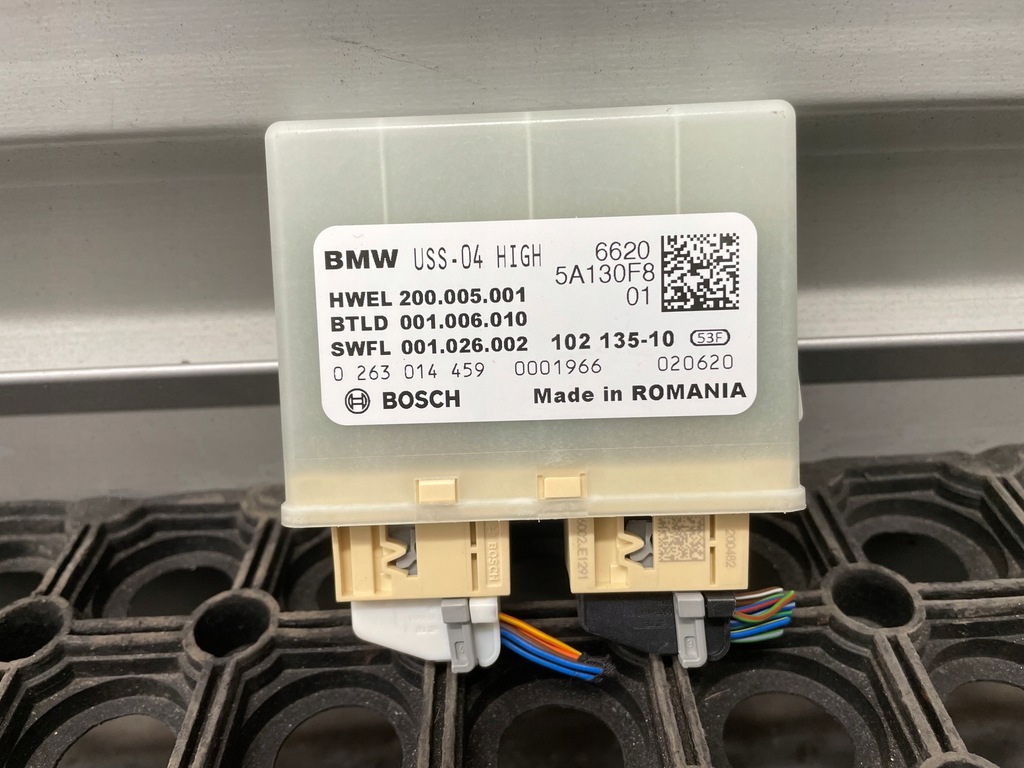 BMW USS-04 HIGH 6620
5A130F8
01
HWEL 200.005.001
BTLD 001.006.010
SWFL 001.026.002 102 135-10 53F
0 263 014 459 0001966 020620
BOSCH Made in ROMANIA
BOSCH